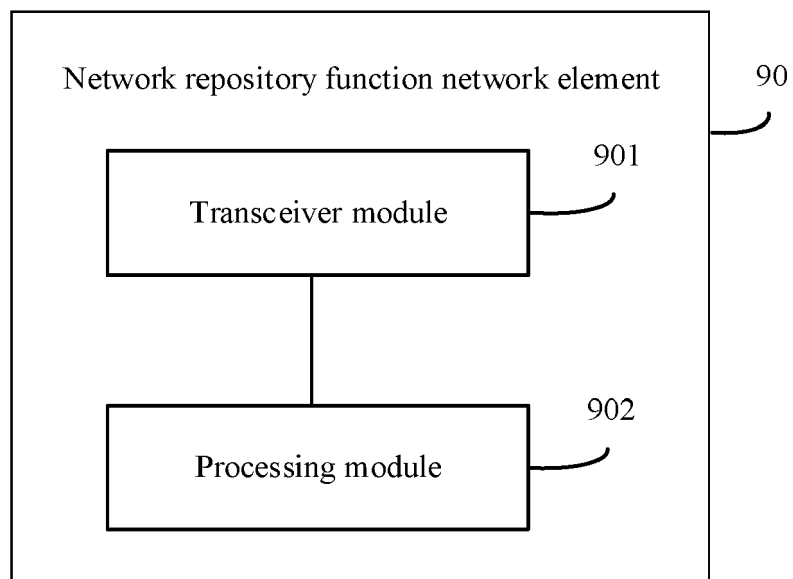 Network repository function network element
90
901
Transceiver module
902
Processing module